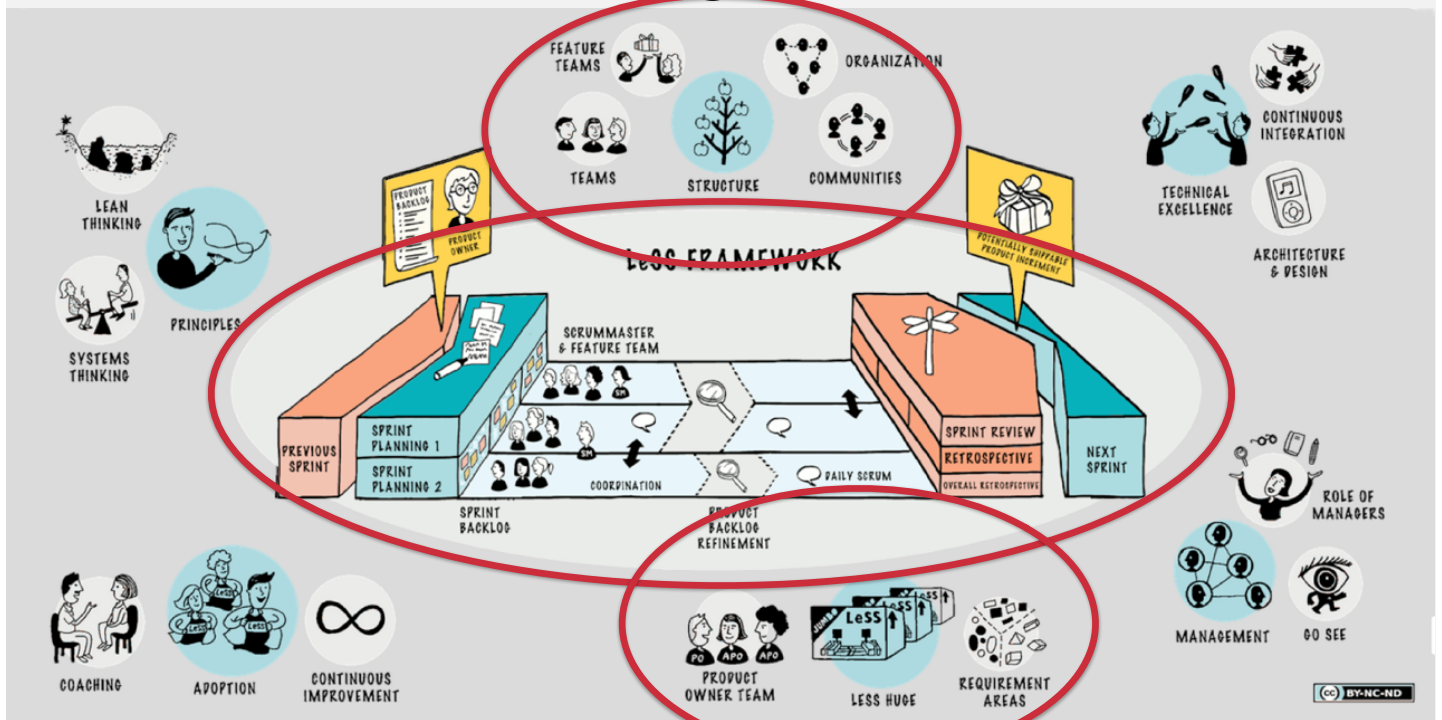 FEATURE
TEAMS
ORGANIZATION
TEAMS
STRUCTURE
COMMUNITIES
CONTINUOUS
INTEGRATION
TECHNICAL
EXCELLENCE
ARCHITECTURE
& DESIGN
LEAN
THINKING
PRINCIPLES
SYSTEMS
THINKING
PRODUCT
BACKLOG
PRODUCT
OWNER
POTENTIALLY SHIPPABLE
PRODUCT INCREMENT
LeSS FRAMEWORK
SCRUMMASTER
& FEATURE TEAM
SM
SM
PREVIOUS
SPRINT
SPRINT
PLANNING 1
SPRINT
PLANNING 2
COORDINATION
DAILY SCRUM
SPRINT REVIEW
RETROSPECTIVE
OVERALL RETROSPECTIVE
NEXT
SPRINT
SPRINT
BACKLOG
PRODUCT
BACKLOG
REFINEMENT
ROLE OF
MANAGERS
MANAGEMENT
GO SEE
COACHING
LeSS
LeSS
LeSS
ADOPTION
CONTINUOUS
IMPROVEMENT
PO
APO
APO
PRODUCT
OWNER TEAM
JUMBO
LeSS
LESS HUGE
REQUIREMENT
AREAS
cc BY-NC-ND